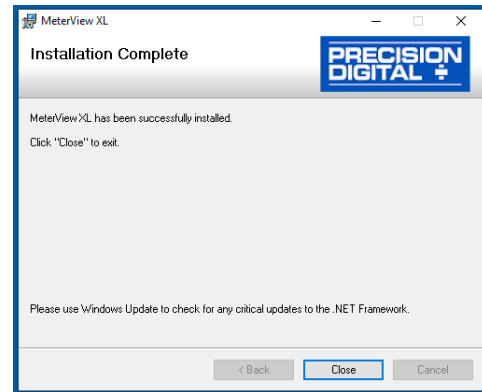 MeterView XL
Installation Complete
PRECISION
DIGITAL
MeterView XL has been successfully installed.
Click "Close" to exit.
Please use Windows Update to check for any critical updates to the .NET Framework.
< Back
Close
Cancel